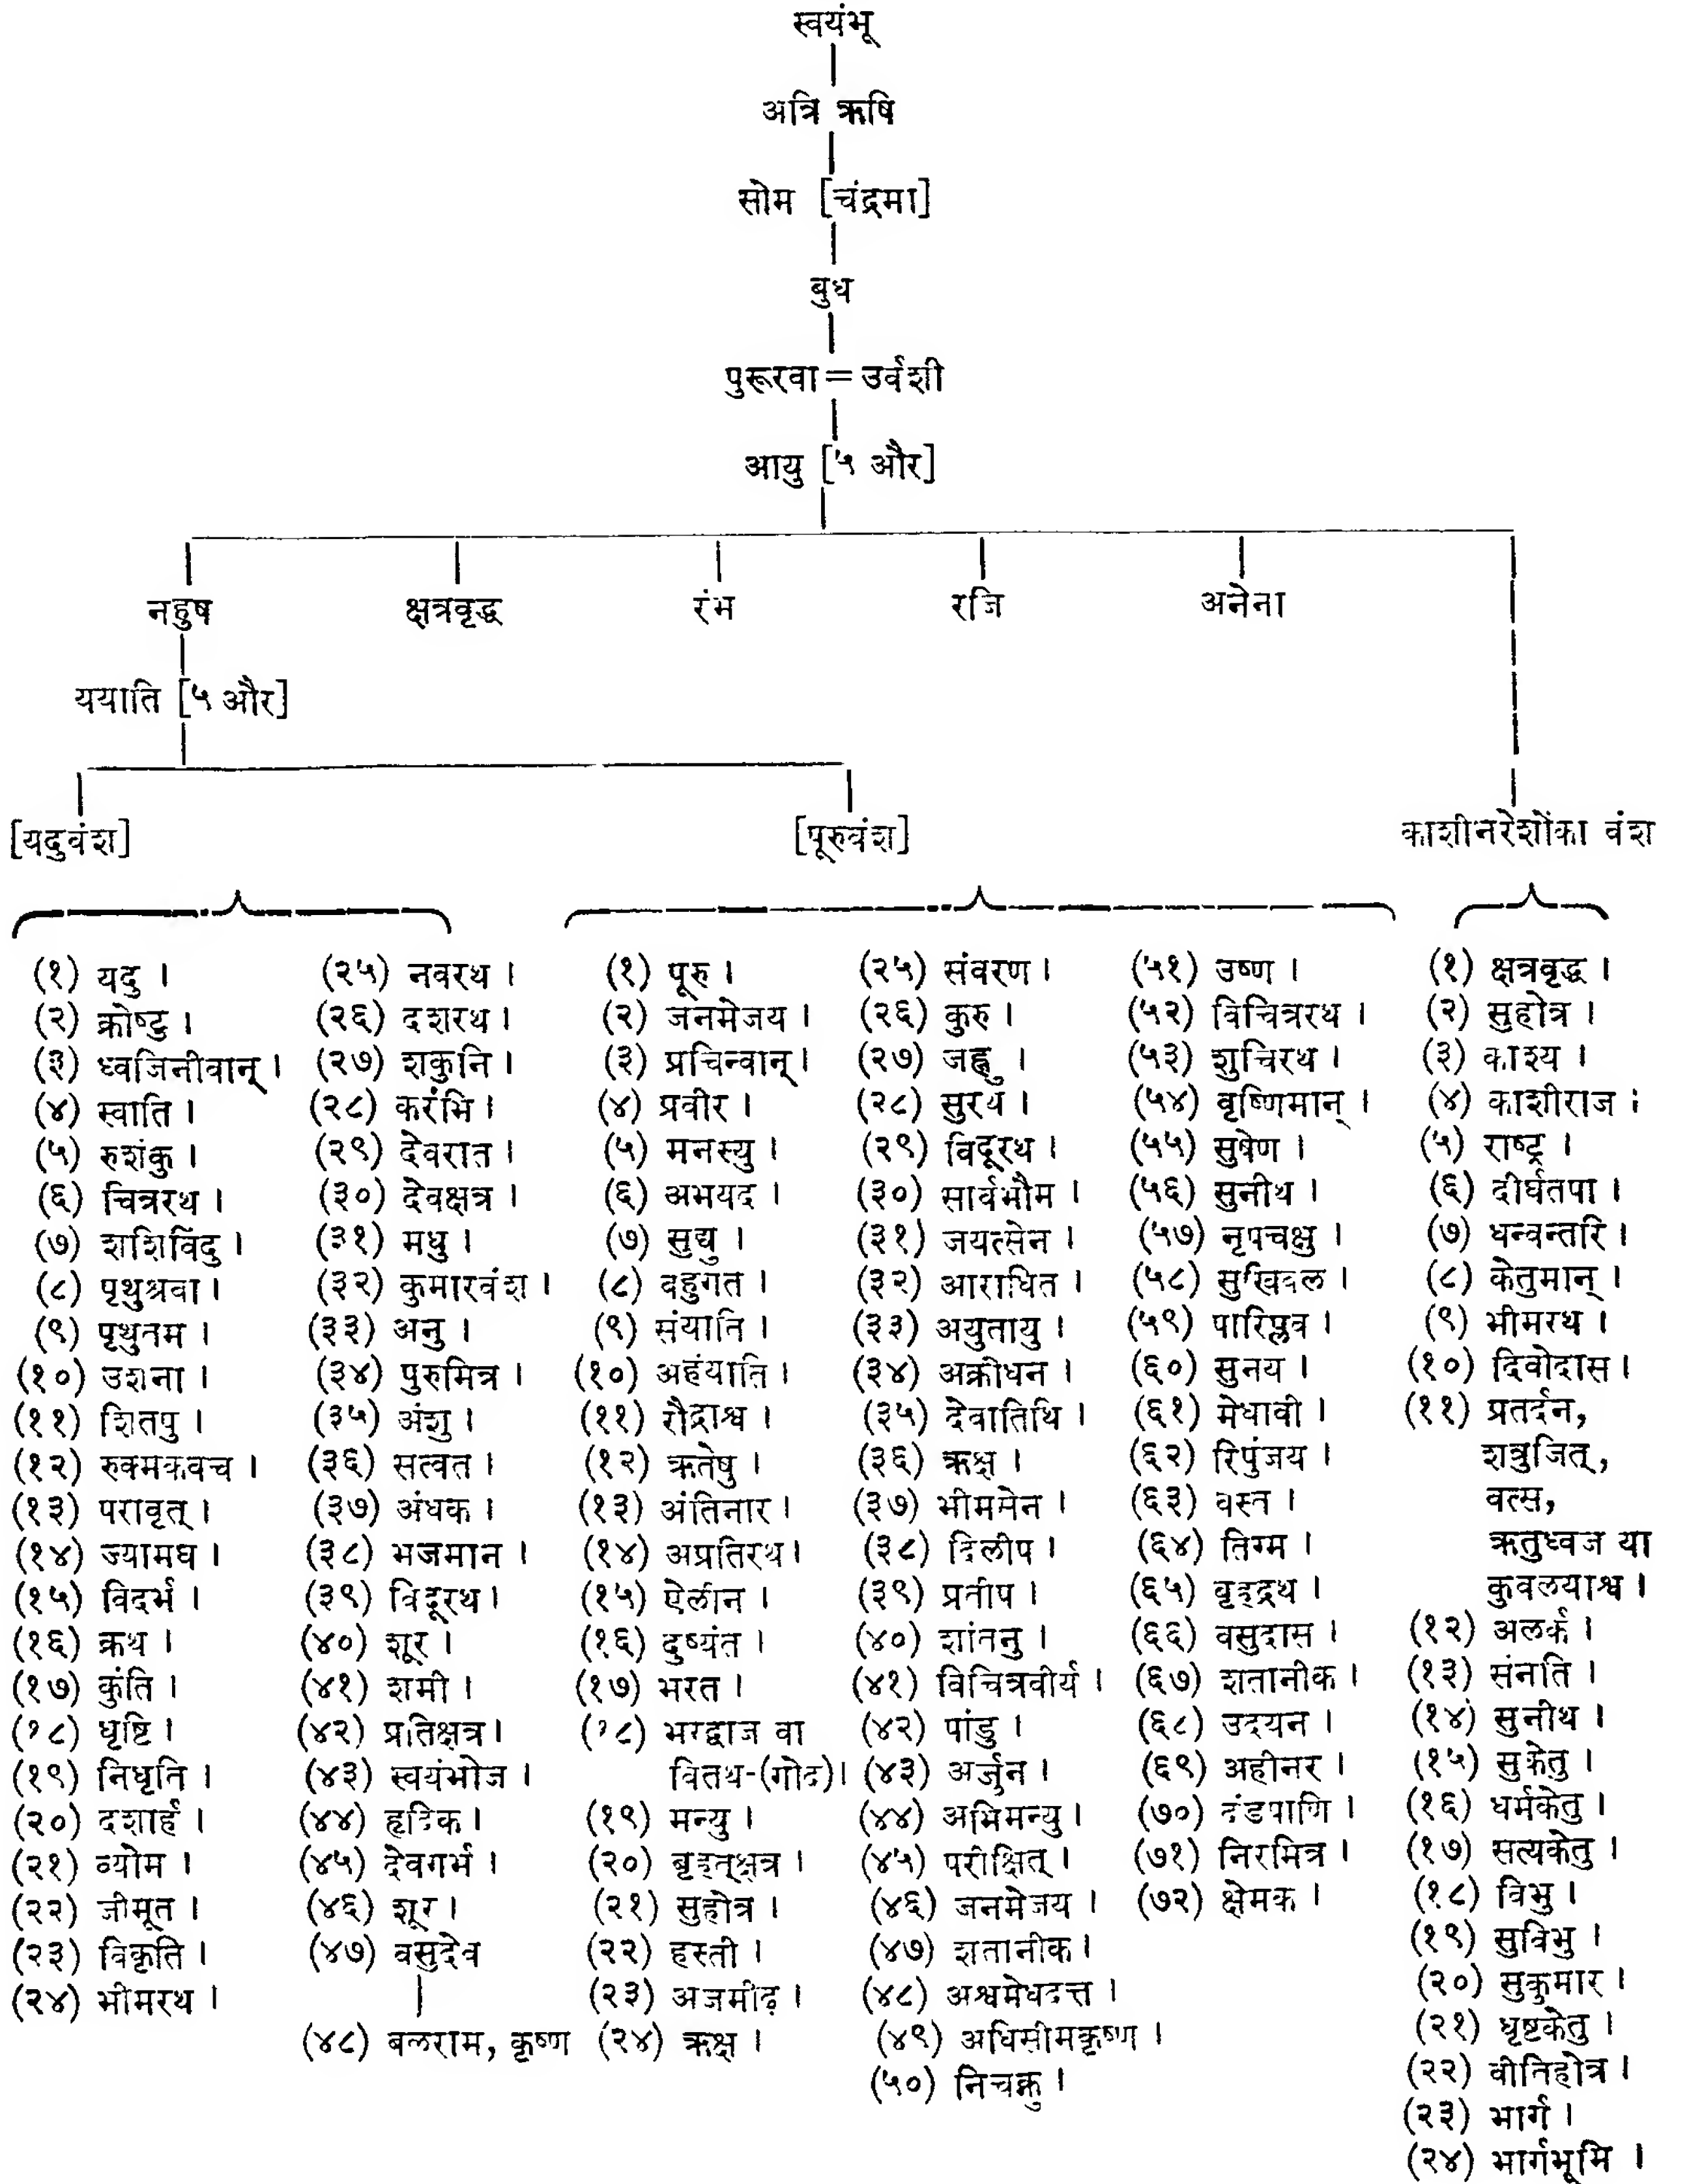 स्वयंभू
अत्रि ऋषि
सोम [चंद्रमा]
बुध
पुरूरवा = उर्वशी
आयु [५ और]
नहुष क्षत्रवृद्ध रंभ रजि अनेना
ययाति [५ और]
[यदुवंश] [पूरुवंश] काशीनरेशोंका वंश
(१) यदु ।
(२) क्रोष्टु ।
(३) ध्वजिनीवान् ।
(४) स्वाति ।
(५) रुशंकु ।
(६) चित्ररथ ।
(७) शशिविंदु ।
(८) पृथुश्रवा ।
(९) पृथुतम ।
(१०) उशना ।
(११) शितपु ।
(१२) रुक्मकवच ।
(१३) परावृत् ।
(१४) ज्यामघ ।
(१५) विदर्भ ।
(१६) क्रथ ।
(१७) कुंति ।
(१८) धृष्टि ।
(१९) निधृति ।
(२०) दशार्ह ।
(२१) व्योम ।
(२२) जीमूत ।
(२३) विकृति ।
(२४) भीमरथ ।
(२५) नवरथ ।
(२६) दशरथ ।
(२७) शकुनि ।
(२८) करंभि ।
(२९) देवरात ।
(३०) देवक्षत्र ।
(३१) मधु ।
(३२) कुमारवंश ।
(३३) अनु ।
(३४) पुरुमित्र ।
(३५) अंशु ।
(३६) सत्वत ।
(३७) अंधक ।
(३८) भजमान ।
(३९) विदूरथ ।
(४०) शूर ।
(४१) शमी ।
(४२) प्रतिक्षत्र ।
(४३) स्वयंभोज ।
(४४) हृदिक ।
(४५) देवगर्भ ।
(४६) शूर ।
(४७) वसुदेव
(४८) बलराम, कृष्ण
(१) पूरु ।
(२) जनमेजय ।
(३) प्रचिन्वान् ।
(४) प्रवीर ।
(५) मनस्यु ।
(६) अभयद ।
(७) सुद्यु ।
(८) बहुगत ।
(९) संयाति ।
(१०) अहंयाति ।
(११) रौद्राश्व ।
(१२) ऋतेषु ।
(१३) अंतिनार ।
(१४) अप्रतिरथ ।
(१५) ऐलीन ।
(१६) दुष्यंत ।
(१७) भरत ।
(१८) भरद्वाज वा
वितथ-(गोद) ।
(१९) मन्यु ।
(२०) बृहत्क्षत्र ।
(२१) सुहोत्र ।
(२२) हस्ती ।
(२३) अजमीढ़ ।
(२४) ऋक्ष ।
(२५) संवरण ।
(२६) कुरु ।
(२७) जह्नु ।
(२८) सुरथ ।
(२९) विदूरथ ।
(३०) सार्वभौम ।
(३१) जयत्सेन ।
(३२) आराधित ।
(३३) अयुतायु ।
(३४) अक्रोधन ।
(३५) देवातिथि ।
(३६) ऋक्ष ।
(३७) भीमसेन ।
(३८) दिलीप ।
(३९) प्रतीप ।
(४०) शांतनु ।
(४१) विचित्रवीर्य ।
(४२) पांडु ।
(४३) अर्जुन ।
(४४) अभिमन्यु ।
(४५) परीक्षित् ।
(४६) जनमेजय ।
(४७) शतानीक ।
(४८) अश्वमेधदत्त ।
(४९) अधिसीमकृष्ण ।
(५०) निचक्नु ।
(५१) उष्ण ।
(५२) विचित्ररथ ।
(५३) शुचिरथ ।
(५४) वृष्णिमान् ।
(५५) सुषेण ।
(५६) सुनीथ ।
(५७) नृपचक्षु ।
(५८) सुखिदल ।
(५९) पारिप्लव ।
(६०) सुनय ।
(६१) मेधावी ।
(६२) रिपुंजय ।
(६३) वस्त ।
(६४) तिग्म ।
(६५) बृहद्रथ ।
(६६) वसुदास ।
(६७) शतानीक ।
(६८) उदयन ।
(६९) अहीनर ।
(७०) दंडपाणि ।
(७१) निरमित्र ।
(७२) क्षेमक ।
(१) क्षत्रवृद्ध ।
(२) सुहोत्र ।
(३) काश्य ।
(४) काशीराज ।
(५) राष्ट्र ।
(६) दीर्घतपा ।
(७) धन्वन्तरि ।
(८) केतुमान् ।
(९) भीमरथ ।
(१०) दिवोदास ।
(११) प्रतर्दन,
शत्रुजित्,
वत्स,
ऋतुध्वज या
कुवलयाश्व ।
(१२) अलर्क ।
(१३) संनति ।
(१४) सुनीथ ।
(१५) सुकेतु ।
(१६) धर्मकेतु ।
(१७) सत्यकेतु ।
(१८) विभु ।
(१९) सुविभु ।
(२०) सुकुमार ।
(२१) धृष्टकेतु ।
(२२) वीतिहोत्र ।
(२३) भार्ग ।
(२४) भार्गभूमि ।